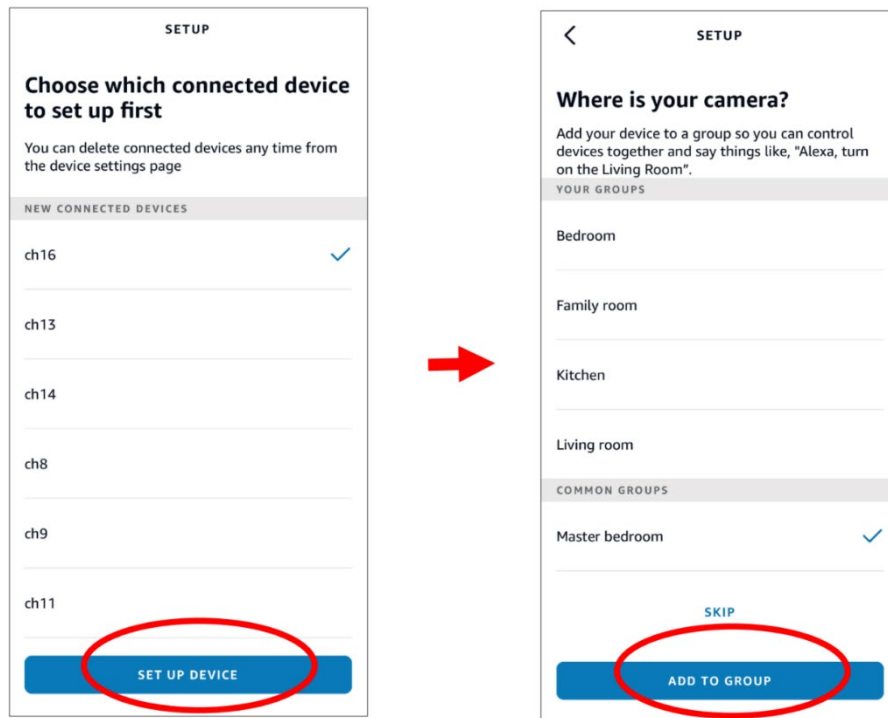 SETUP
Choose which connected device
to set up first
You can delete connected devices any time from
the device settings page
NEW CONNECTED DEVICES
ch16
ch13
ch14
ch8
ch9
ch11
SET UP DEVICE
SETUP
Where is your camera?
Add your device to a group so you can control
devices together and say things like, "Alexa, turn
on the Living Room".
YOUR GROUPS
Bedroom
Family room
Kitchen
Living room
COMMON GROUPS
Master bedroom
SKIP
ADD TO GROUP